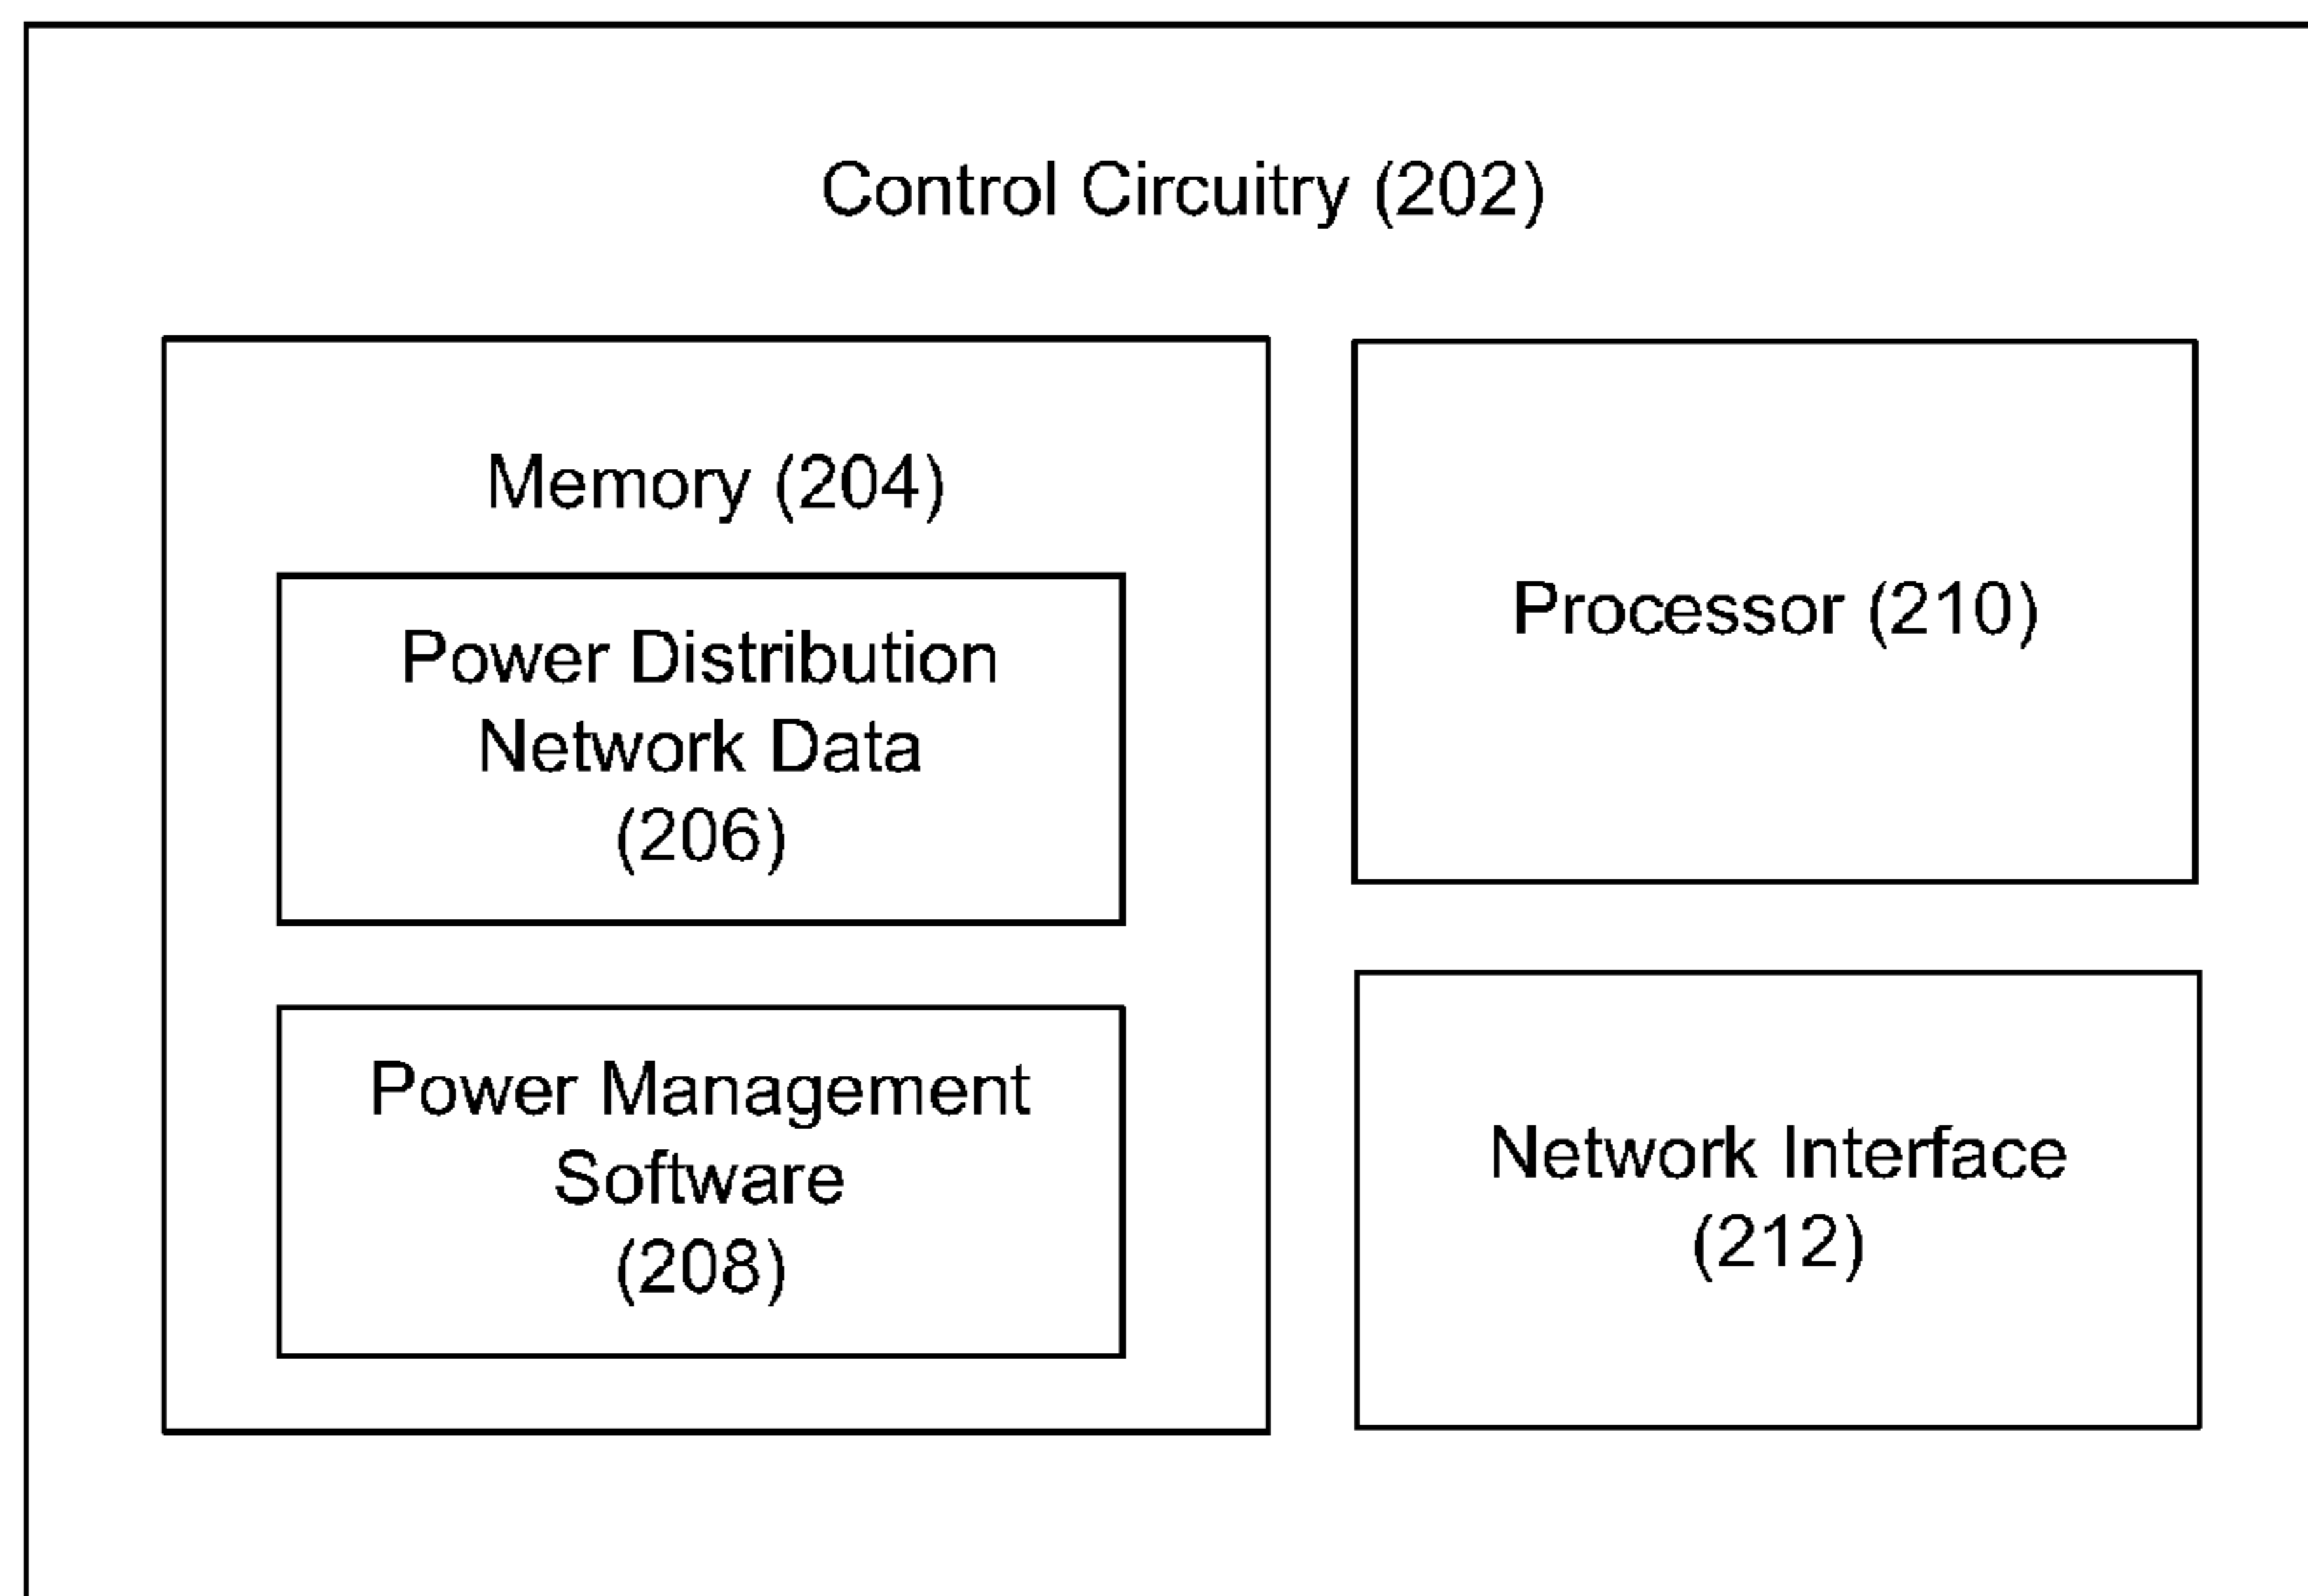 Control Circuitry (202)
Memory (204)
Power Distribution
Network Data
(206)
Power Management
Software
(208)
Processor (210)
Network Interface
(212)